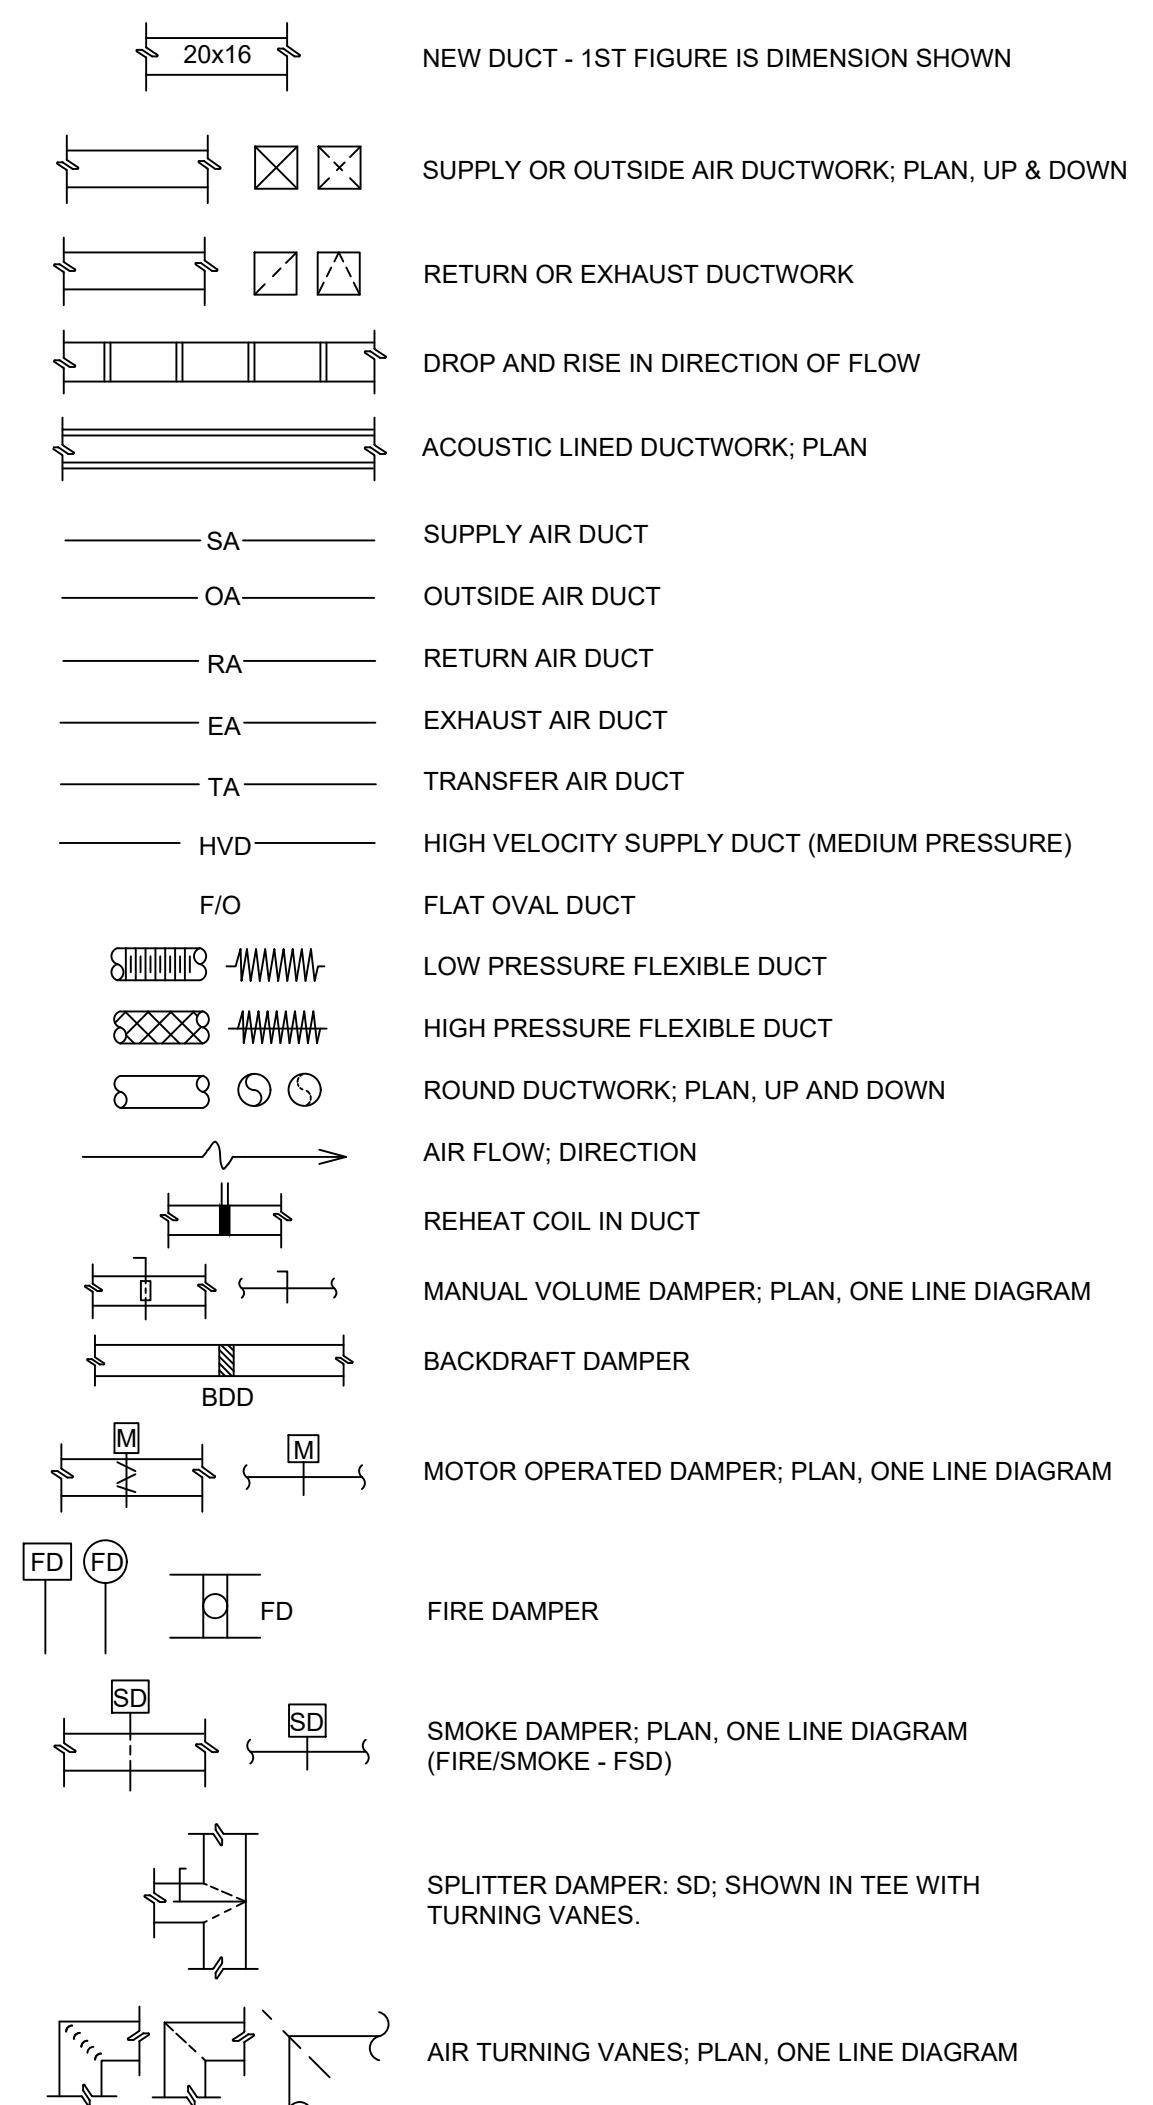 20x16 NEW DUCT - 1ST FIGURE IS DIMENSION SHOWN
SUPPLY OR OUTSIDE AIR DUCTWORK; PLAN, UP & DOWN
RETURN OR EXHAUST DUCTWORK
DROP AND RISE IN DIRECTION OF FLOW
ACOUSTIC LINED DUCTWORK; PLAN
SA SUPPLY AIR DUCT
OA OUTSIDE AIR DUCT
RA RETURN AIR DUCT
EA EXHAUST AIR DUCT
TA TRANSFER AIR DUCT
HVD HIGH VELOCITY SUPPLY DUCT (MEDIUM PRESSURE)
F/O FLAT OVAL DUCT
LOW PRESSURE FLEXIBLE DUCT
HIGH PRESSURE FLEXIBLE DUCT
ROUND DUCTWORK; PLAN, UP AND DOWN
AIR FLOW; DIRECTION
REHEAT COIL IN DUCT
MANUAL VOLUME DAMPER; PLAN, ONE LINE DIAGRAM
BACKDRAFT DAMPER
BDD
M M MOTOR OPERATED DAMPER; PLAN, ONE LINE DIAGRAM
FD FD
FD FIRE DAMPER
SD SD SMOKE DAMPER; PLAN, ONE LINE DIAGRAM
(FIRE/SMOKE - FSD)
SPLITTER DAMPER: SD; SHOWN IN TEE WITH
TURNING VANES.
AIR TURNING VANES; PLAN, ONE LINE DIAGRAM